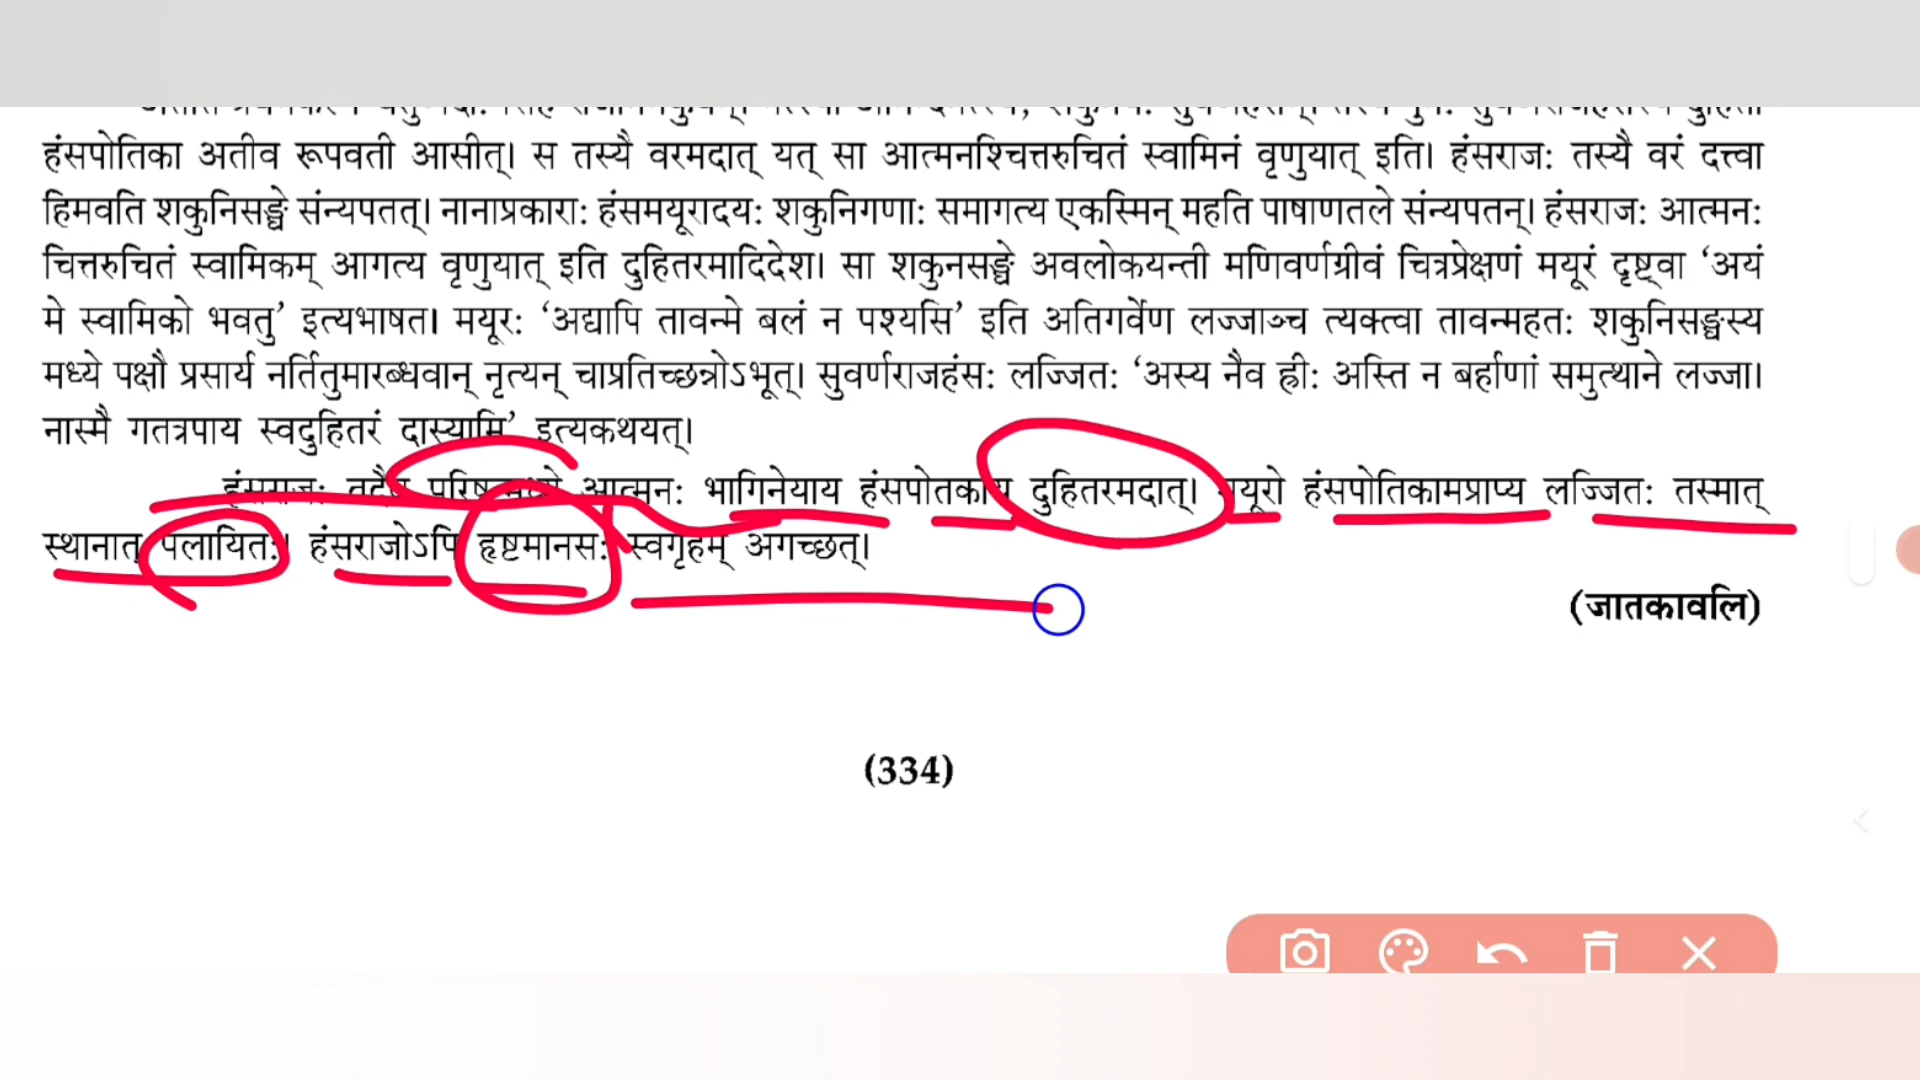 हंसपोतिका अतीव रूपवती आसीत्। स तस्यै वरमदात् यत् सा आत्मनश्चित्तरुचितं स्वामिनं वृणुयात् इति। हंसराजः तस्यै वरं दत्त्वा
हिमवति शकुनिसङ्घे संन्यपतत्। नानाप्रकाराः हंसमयूरादयः शकुनिगणाः समागत्य एकस्मिन् महति पाषाणतले संन्यपतन्। हंसराजः आत्मनः
चित्तरुचितं स्वामिकम् आगत्य वृणुयात् इति दुहितरमादिदेश। सा शकुनसङ्घे अवलोकयन्ती मणिवर्णग्रीवं चित्रप्रेक्षणं मयूरं दृष्ट्वा ‘अयं
मे स्वामिको भवतु’ इत्यभाषत। मयूरः ‘अद्यापि तावन्मे बलं न पश्यसि’ इति अतिगर्वेण लज्जाञ्च त्यक्त्वा तावन्महतः शकुनिसङ्घस्य
मध्ये पक्षौ प्रसार्य नर्तितुमारब्धवान् नृत्यन् चाप्रतिच्छन्नोऽभूत्। सुवर्णराजहंसः लज्जितः ‘अस्य नैव ह्रीः अस्ति न बर्हाणां समुत्थाने लज्जा।
नास्मै गतत्रपाय स्वदुहितरं दास्यामि’ इत्यकथयत्।
हंसराजः तदैव परिषन्मध्ये आत्मनः भागिनेयाय हंसपोतकाय दुहितरमदात्। मयूरो हंसपोतिकामप्राप्य लज्जितः तस्मात्
स्थानात् पलायितः। हंसराजोऽपि हृष्टमानसः स्वगृहम् अगच्छत्।
(जातकावलि)
(334)